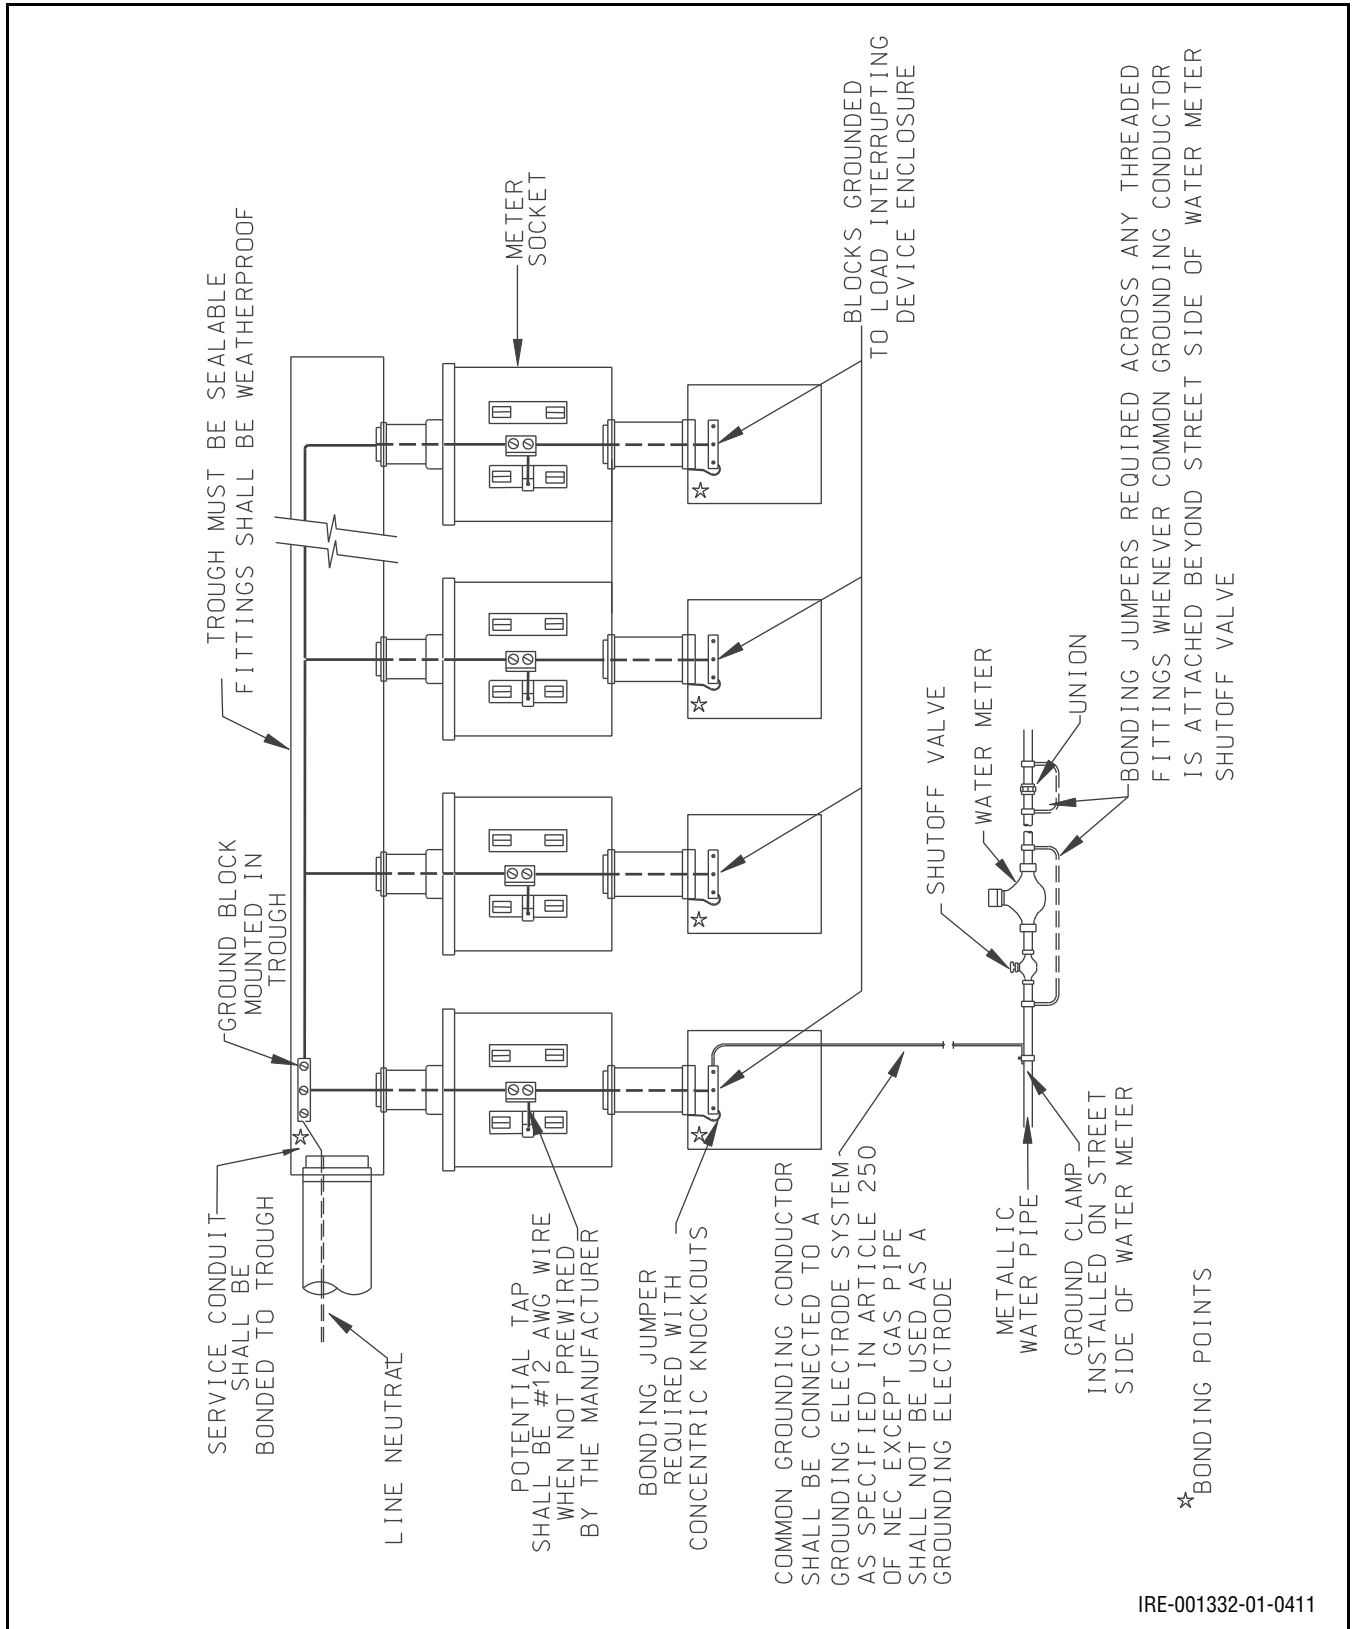 TROUGH MUST BE SEALABLE
FITTINGS SHALL BE WEATHERPROOF
METER
SOCKET
BLOCKS GROUNDED
TO LOAD INTERRUPTING
DEVICE ENCLOSURE
BONDING JUMPERS REQUIRED ACROSS ANY THREADED
FITTINGS WHENEVER COMMON GROUNDING CONDUCTOR
IS ATTACHED BEYOND STREET SIDE OF WATER METER
SHUTOFF VALVE
GROUND BLOCK
MOUNTED IN
TROUGH
SHUTOFF VALVE
WATER METER
UNION
SERVICE CONDUIT
SHALL BE
BONDED TO TROUGH
LINE NEUTRAL
POTENTIAL TAP
SHALL BE #12 AWG WIRE
WHEN NOT PREWIRED
BY THE MANUFACTURER
BONDING JUMPER
REQUIRED WITH
CONCENTRIC KNOCKOUTS
COMMON GROUNDING CONDUCTOR
SHALL BE CONNECTED TO A
GROUNDING ELECTRODE SYSTEM
AS SPECIFIED IN ARTICLE 250
OF NEC EXCEPT GAS PIPE
SHALL NOT BE USED AS A
GROUNDING ELECTRODE
METALLIC
WATER PIPE
GROUND CLAMP
INSTALLED ON STREET
SIDE OF WATER METER
BONDING POINTS
IRE-001332-01-0411